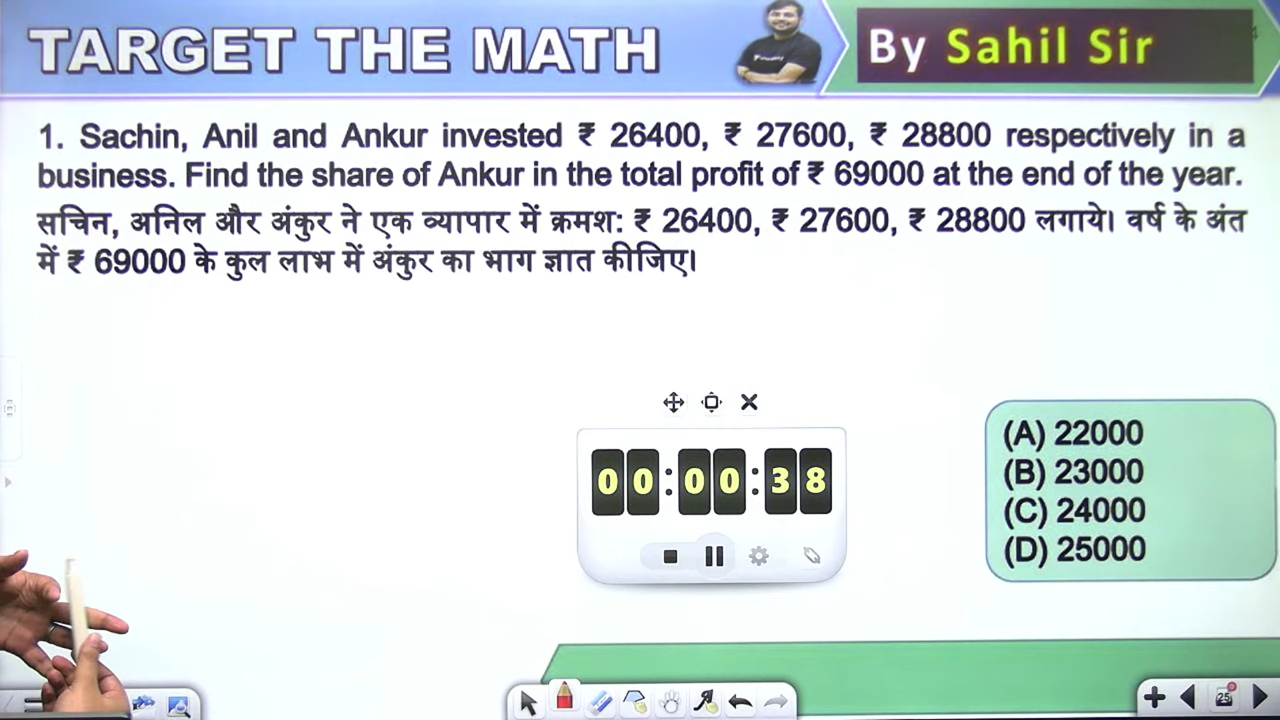 TARGET THE MATH
By Sahil Sir
1. Sachin, Anil and Ankur invested ₹ 26400, ₹ 27600, ₹ 28800 respectively in a
business. Find the share of Ankur in the total profit of ₹ 69000 at the end of the year.
सचिन, अनिल और अंकुर ने एक व्यापार में क्रमश: ₹ 26400, ₹ 27600, ₹ 28800 लगाये। वर्ष के अंत
में ₹ 69000 के कुल लाभ में अंकुर का भाग ज्ञात कीजिए।
00:00:38
(A) 22000
(B) 23000
(C) 24000
(D) 25000
25